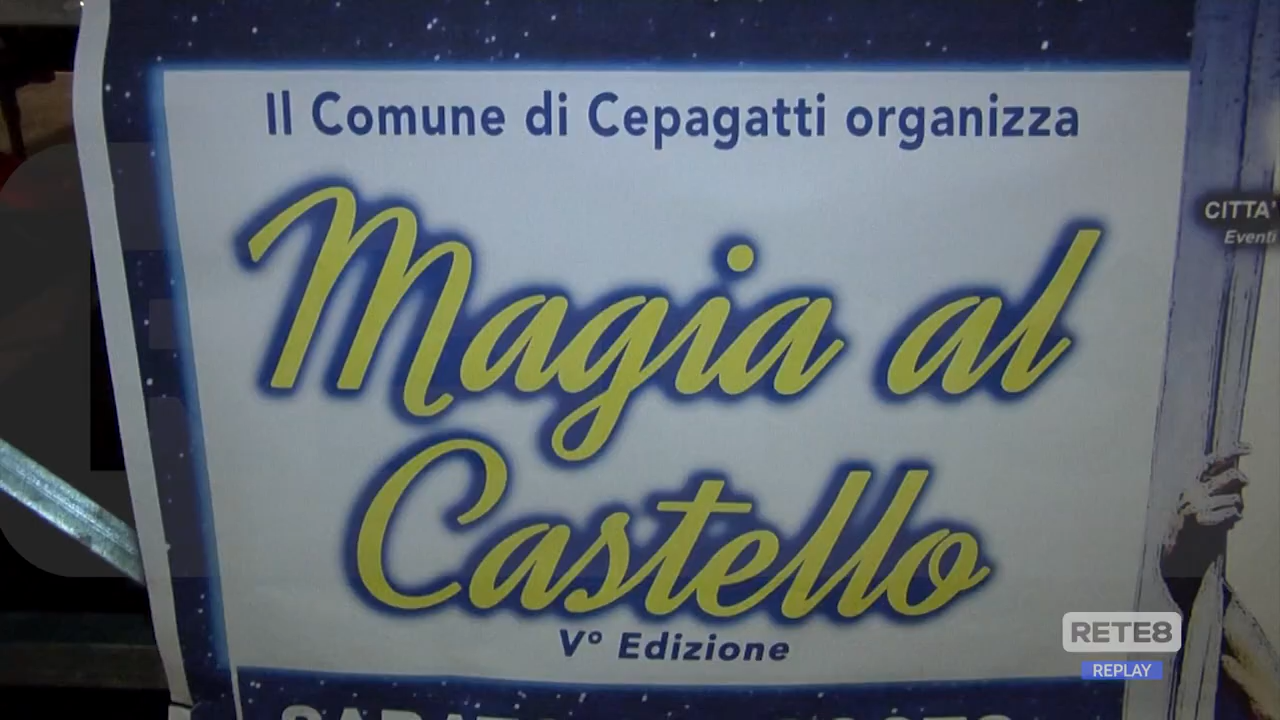 Il Comune di Cepagatti organizza
Magia al
Castello
V° Edizione
CITTA'
Eventi
RETE8
REPLAY